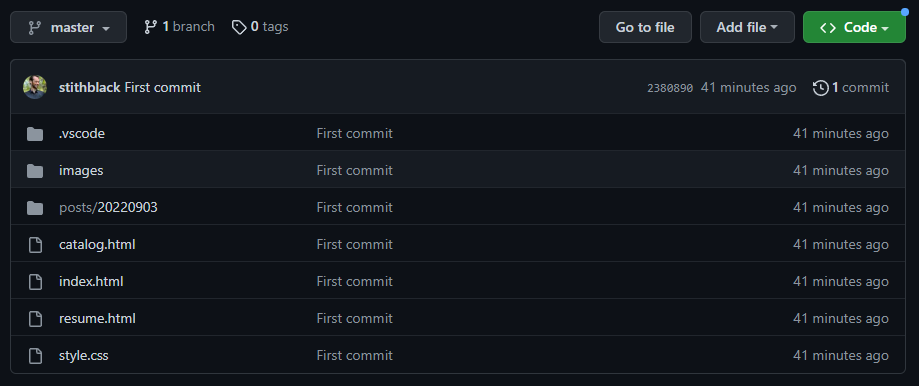 master 1 branch 0 tags Go to file Add file Code
stithblack First commit 2380890 41 minutes ago 1 commit
.vscode First commit 41 minutes ago
images First commit 41 minutes ago
posts/20220903 First commit 41 minutes ago
catalog.html First commit 41 minutes ago
index.html First commit 41 minutes ago
resume.html First commit 41 minutes ago
style.css First commit 41 minutes ago